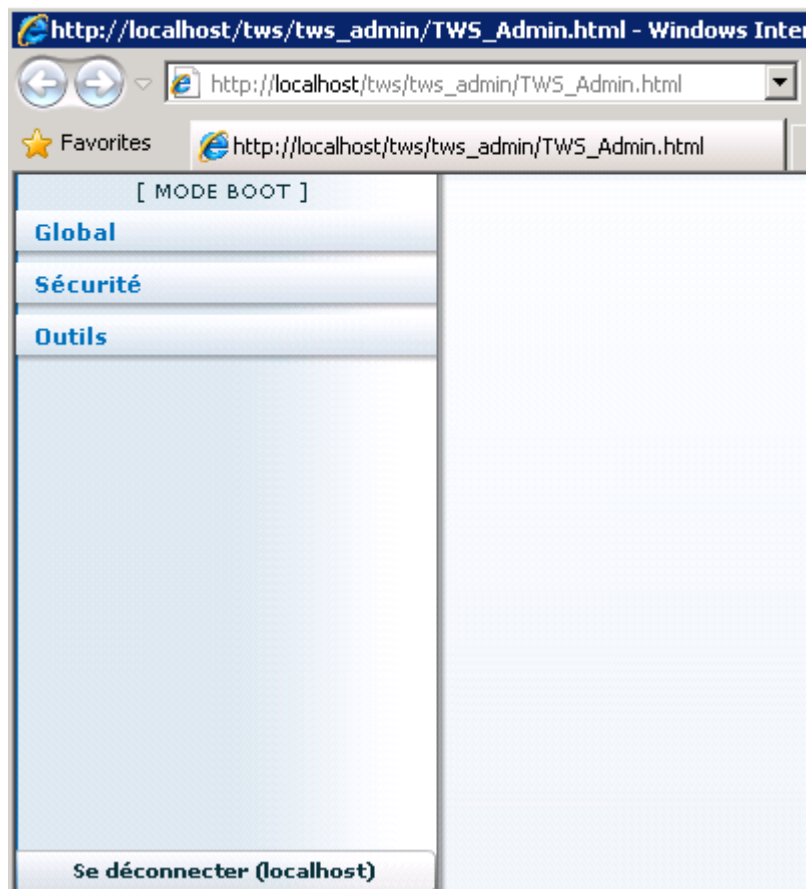 http://localhost/tws/tws_admin/TWS_Admin.html - Windows Inter
http://localhost/tws/tws_admin/TWS_Admin.html
Favorites
http://localhost/tws/tws_admin/TWS_Admin.html
[ MODE BOOT ]
Global
Sécurité
Outils
Se déconnecter (localhost)